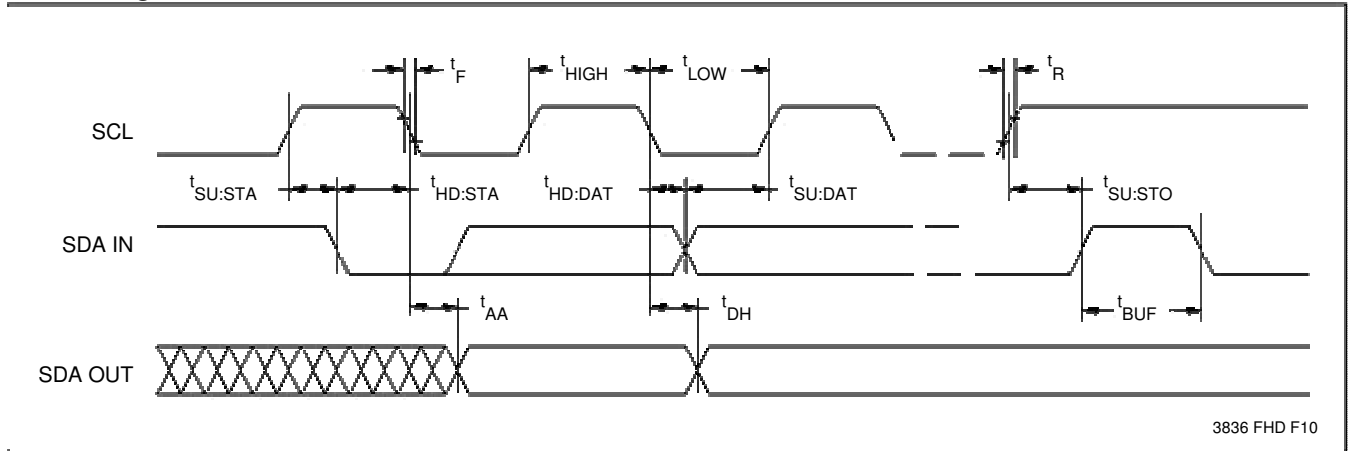 tF
tHIGH
tLOW
tR
SCL
tSU:STA
tHD:STA
tHD:DAT
tSU:DAT
tSU:STO
SDA IN
tAA
tDH
tBUF
SDA OUT
3836 FHD F10